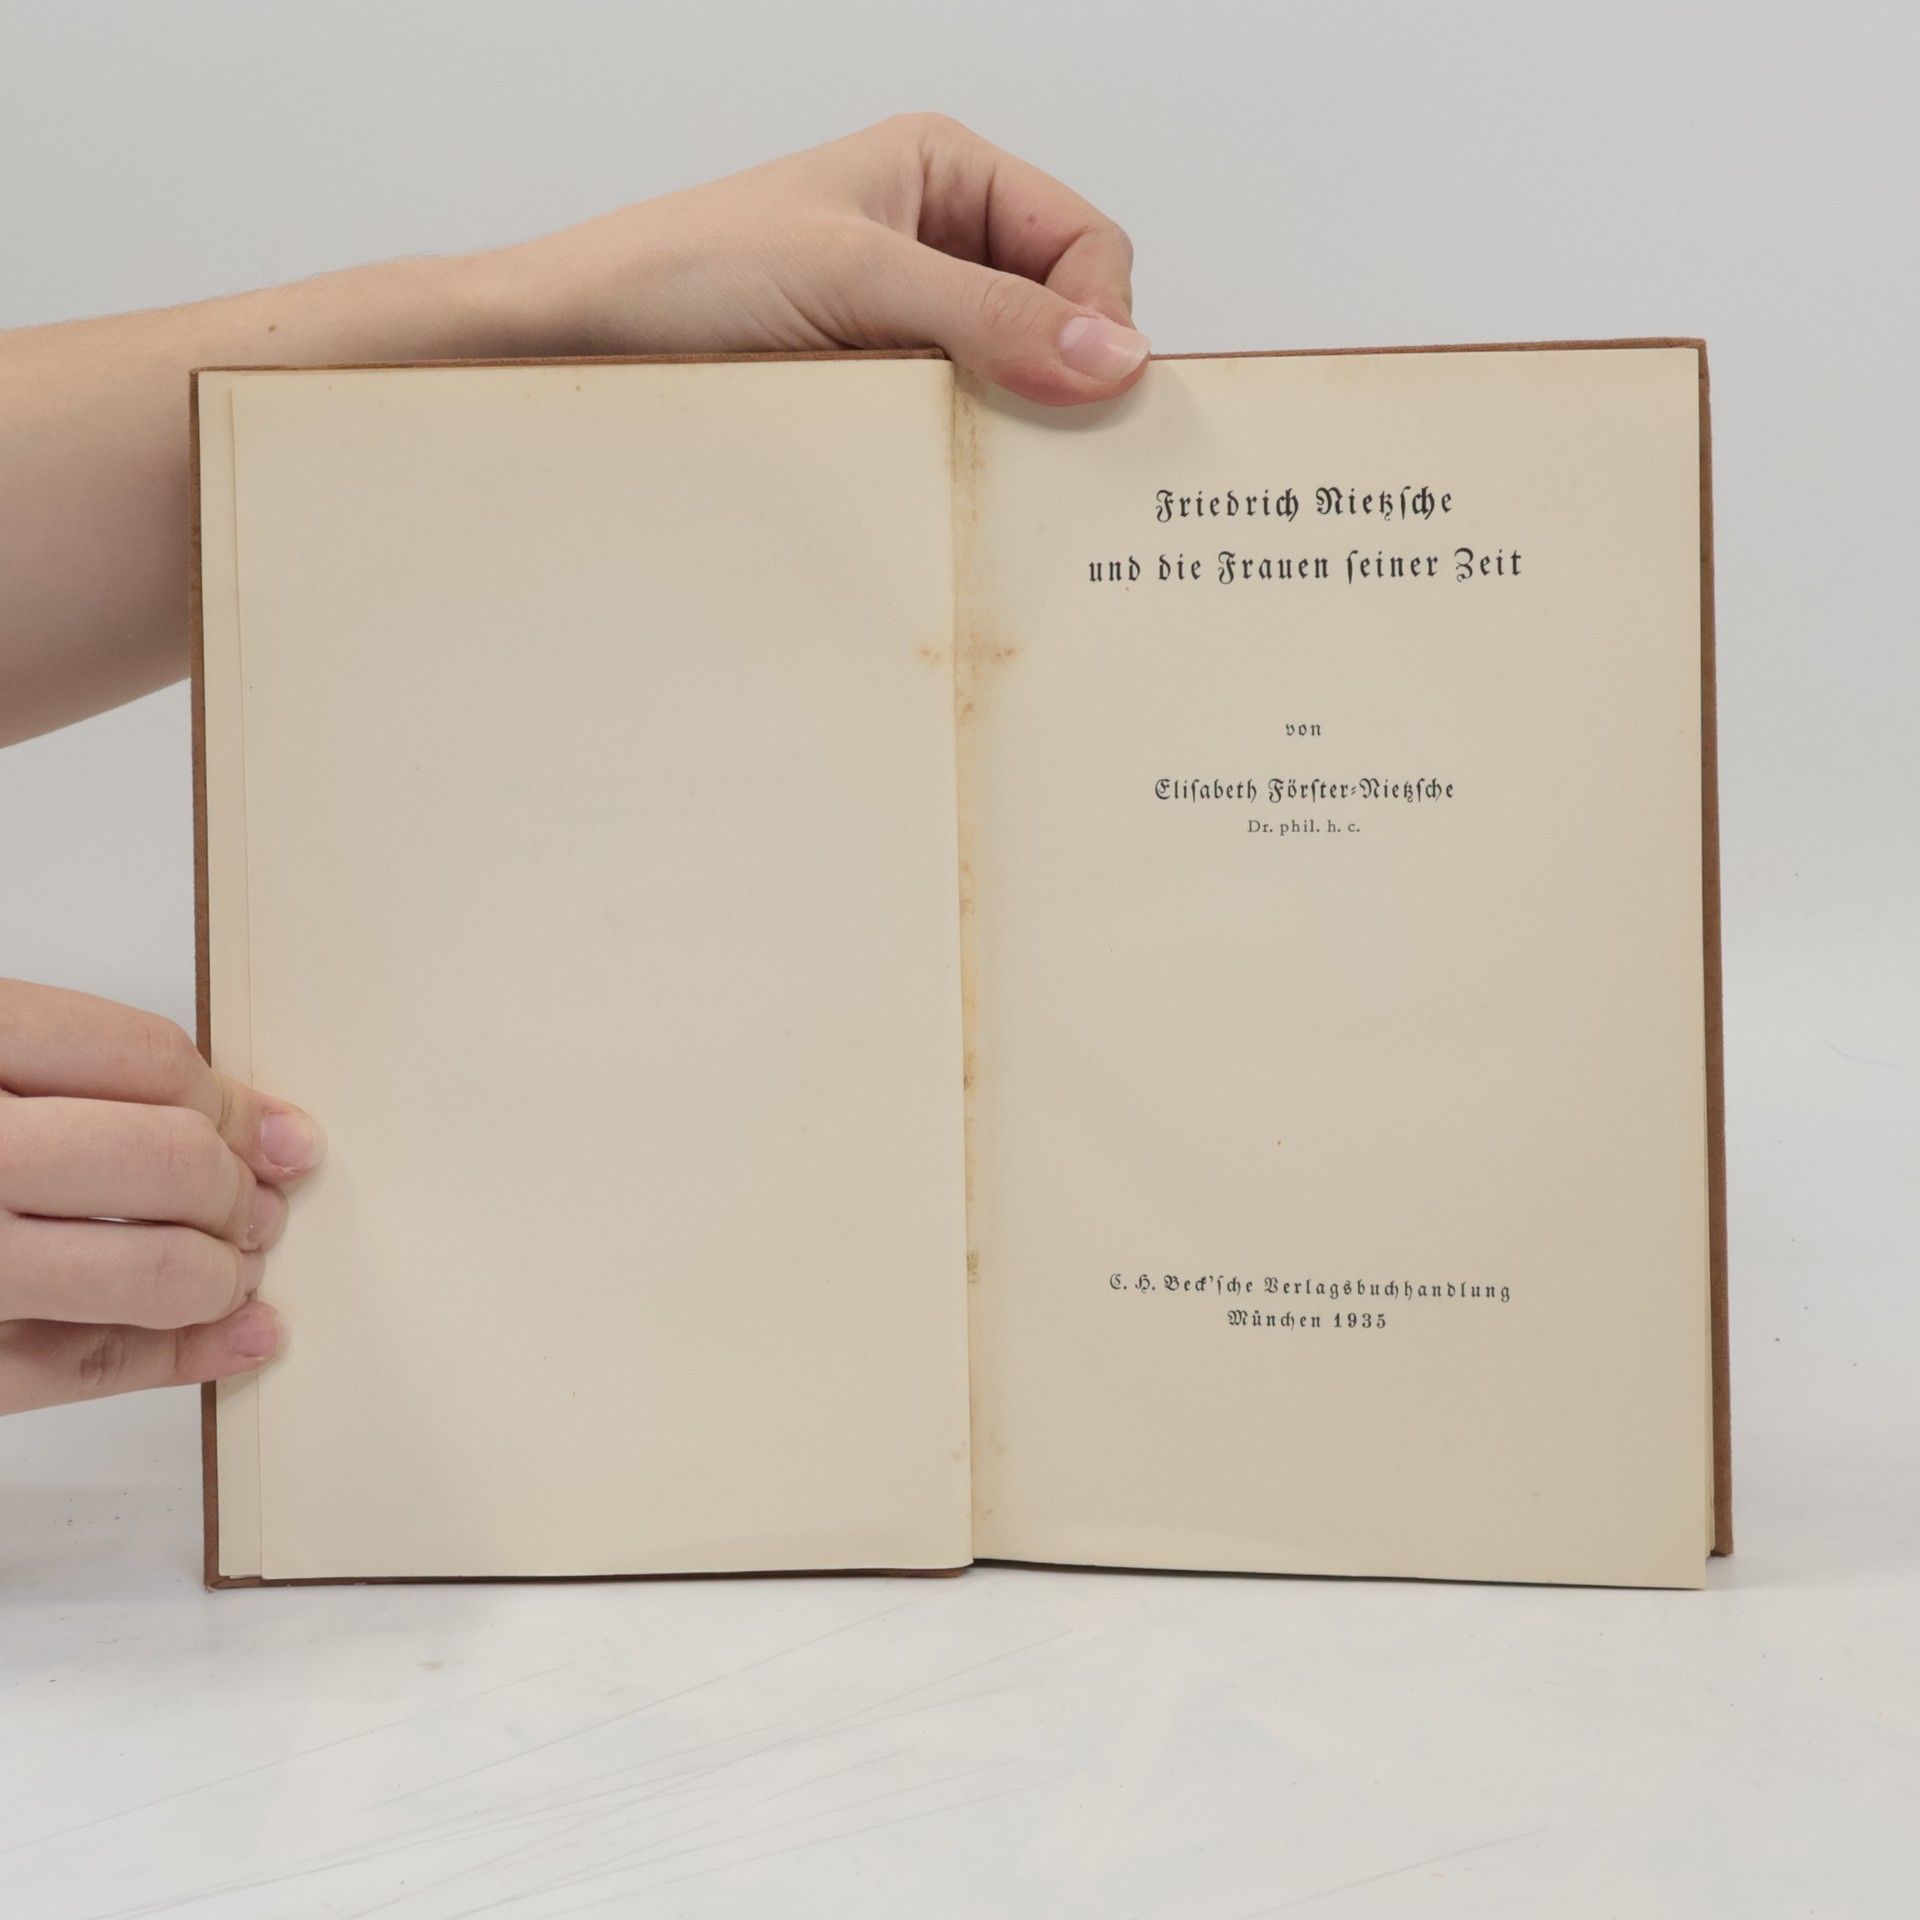 Friedrich Nietzſche
und die Frauen ſeiner Zeit
von
Eliſabeth Förſter-Nietzſche
Dr. phil. h. c.
C. H. Beck'ſche Verlagsbuchhandlung
München 1935